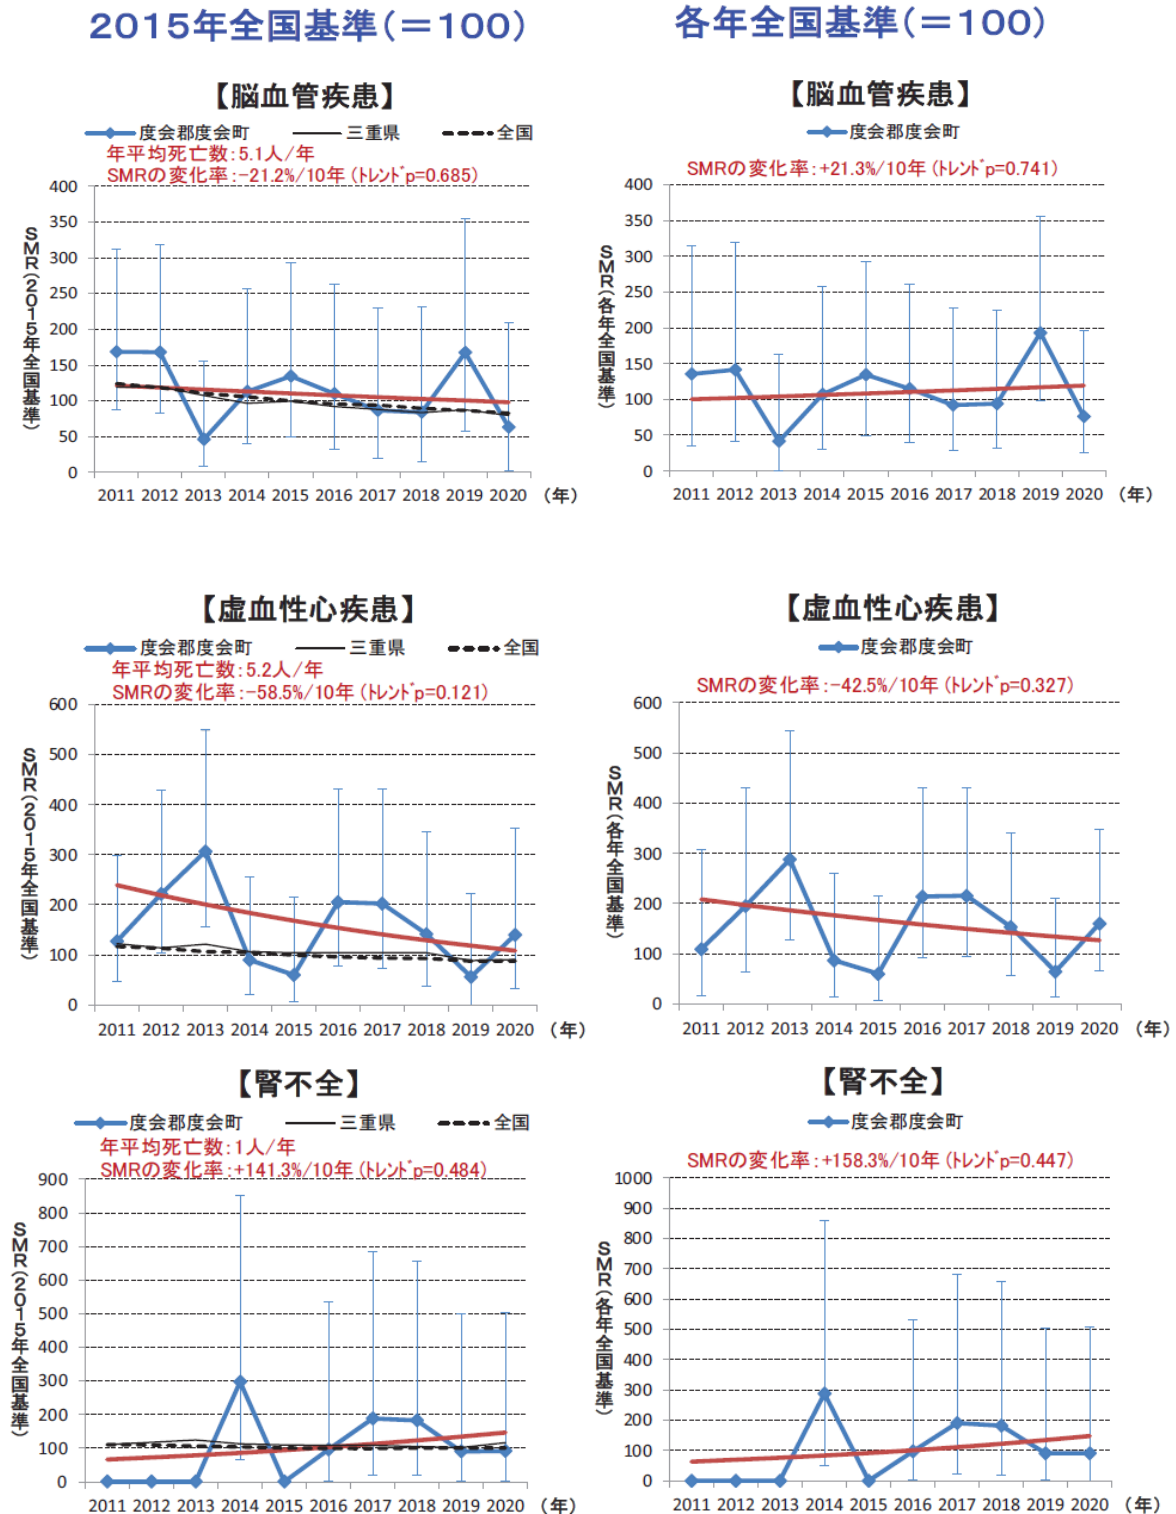 2015年全国基準(=100)
各年全国基準(=100)
【脳血管疾患】
度会郡度会町 三重県 全国
年平均死亡数:5.1人/年
SMRの変化率:-21.2%/10年(トレンドp=0.685)
SMR(2015年全国基準)
400
350
300
250
200
150
100
50
0
2011 2012 2013 2014 2015 2016 2017 2018 2019 2020 (年)
【脳血管疾患】
度会郡度会町
SMRの変化率:+21.3%/10年(トレンドp=0.741)
SMR(各年全国基準)
400
350
300
250
200
150
100
50
0
2011 2012 2013 2014 2015 2016 2017 2018 2019 2020 (年)
【虚血性心疾患】
度会郡度会町 三重県 全国
年平均死亡数:5.2人/年
SMRの変化率:-58.5%/10年(トレンドp=0.121)
SMR(2015年全国基準)
600
500
400
300
200
100
0
2011 2012 2013 2014 2015 2016 2017 2018 2019 2020 (年)
【虚血性心疾患】
度会郡度会町
SMRの変化率:-42.5%/10年(トレンドp=0.327)
SMR(各年全国基準)
600
500
400
300
200
100
0
2011 2012 2013 2014 2015 2016 2017 2018 2019 2020 (年)
【腎不全】
度会郡度会町 三重県 全国
年平均死亡数:1人/年
SMRの変化率:+141.3%/10年(トレンドp=0.484)
SMR(2015年全国基準)
900
800
700
600
500
400
300
200
100
0
2011 2012 2013 2014 2015 2016 2017 2018 2019 2020 (年)
【腎不全】
度会郡度会町
SMRの変化率:+158.3%/10年(トレンドp=0.447)
SMR(各年全国基準)
1000
900
800
700
600
500
400
300
200
100
0
2011 2012 2013 2014 2015 2016 2017 2018 2019 2020 (年)